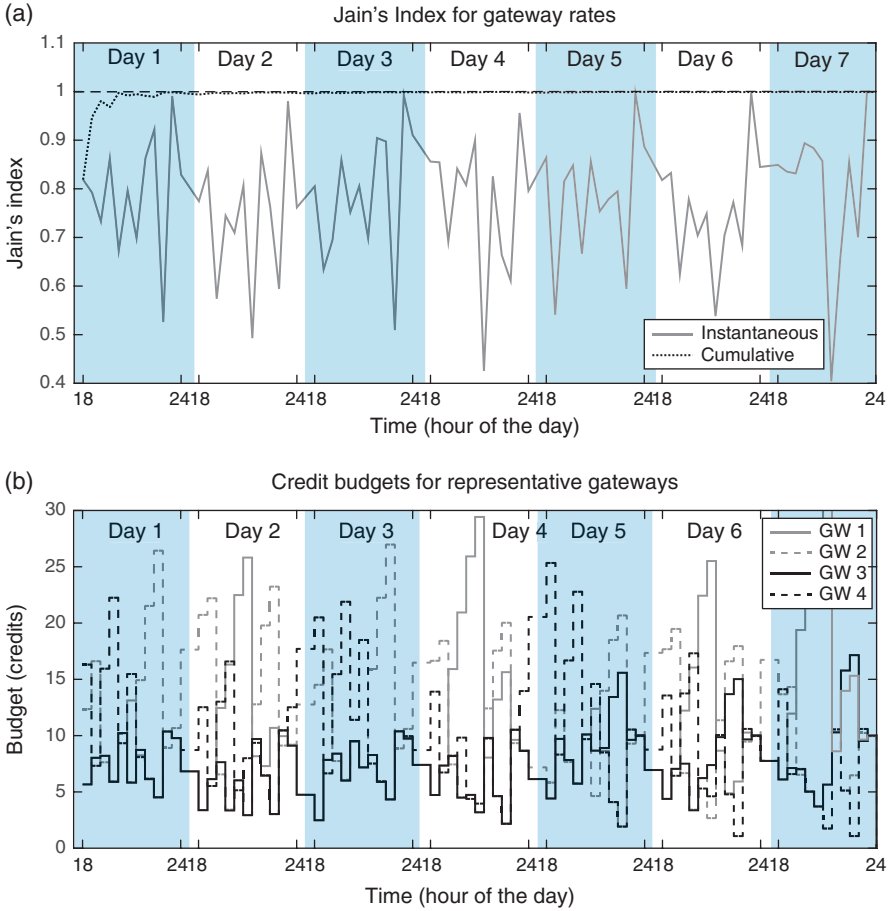 (a)
Jain's Index for gateway rates
1.1
Day 1
Day 2
Day 3
Day 4
Day 5
Day 6
Day 7
1
0.9
0.8
0.7
0.6
0.5
0.4
Jain's index
Instantaneous
Cumulative
18 2418 2418 2418 2418 2418 2418 24
Time (hour of the day)
(b)
Credit budgets for representative gateways
30
Day 1
Day 2
Day 3
Day 4
Day 5
Day 6
GW 1
GW 2
GW 3
GW 4
25
20
15
10
5
0
Budget (credits)
18 2418 2418 2418 2418 2418 2418 24
Time (hour of the day)